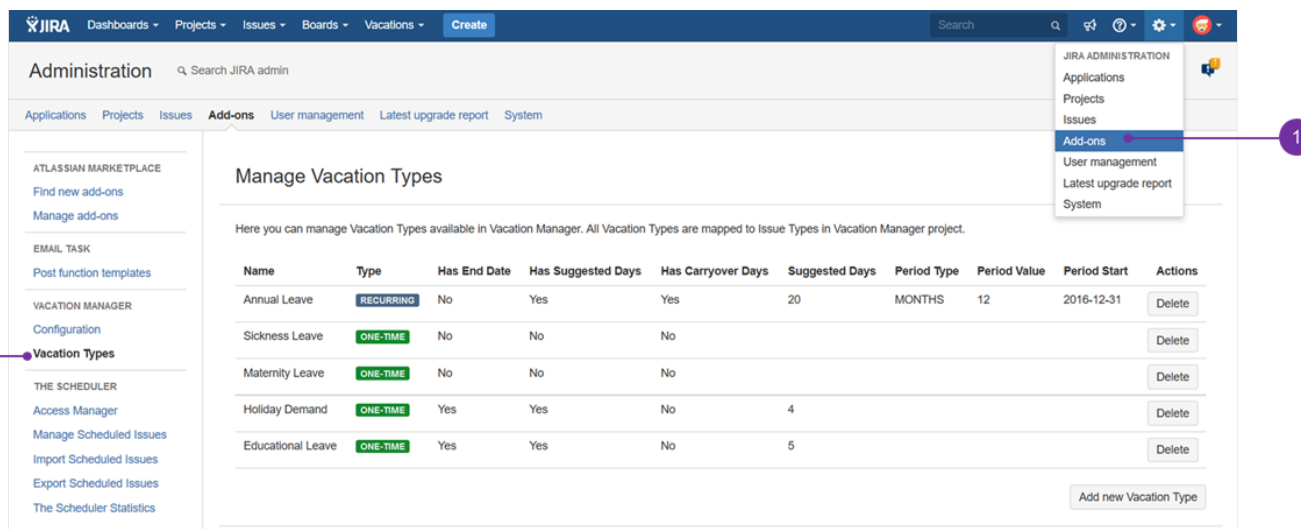 JIRA Dashboards Projects Issues Boards Vacations Create Search
Administration Search JIRA admin
JIRA ADMINISTRATION
Applications
Projects
Issues
Add-ons
User management
Latest upgrade report
System
1
Applications Projects Issues Add-ons User management Latest upgrade report System
ATLASSIAN MARKETPLACE
Find new add-ons
Manage add-ons
EMAIL TASK
Post function templates
VACATION MANAGER
Configuration
Vacation Types
THE SCHEDULER
Access Manager
Manage Scheduled Issues
Import Scheduled Issues
Export Scheduled Issues
The Scheduler Statistics
Manage Vacation Types
Here you can manage Vacation Types available in Vacation Manager. All Vacation Types are mapped to Issue Types in Vacation Manager project.
Name Type Has End Date Has Suggested Days Has Carryover Days Suggested Days Period Type Period Value Period Start Actions
Annual Leave RECURRING No Yes Yes 20 MONTHS 12 2016-12-31 Delete
Sickness Leave ONE-TIME No No No Delete
Maternity Leave ONE-TIME No No No Delete
Holiday Demand ONE-TIME Yes Yes No 4 Delete
Educational Leave ONE-TIME Yes Yes No 5 Delete
Add new Vacation Type